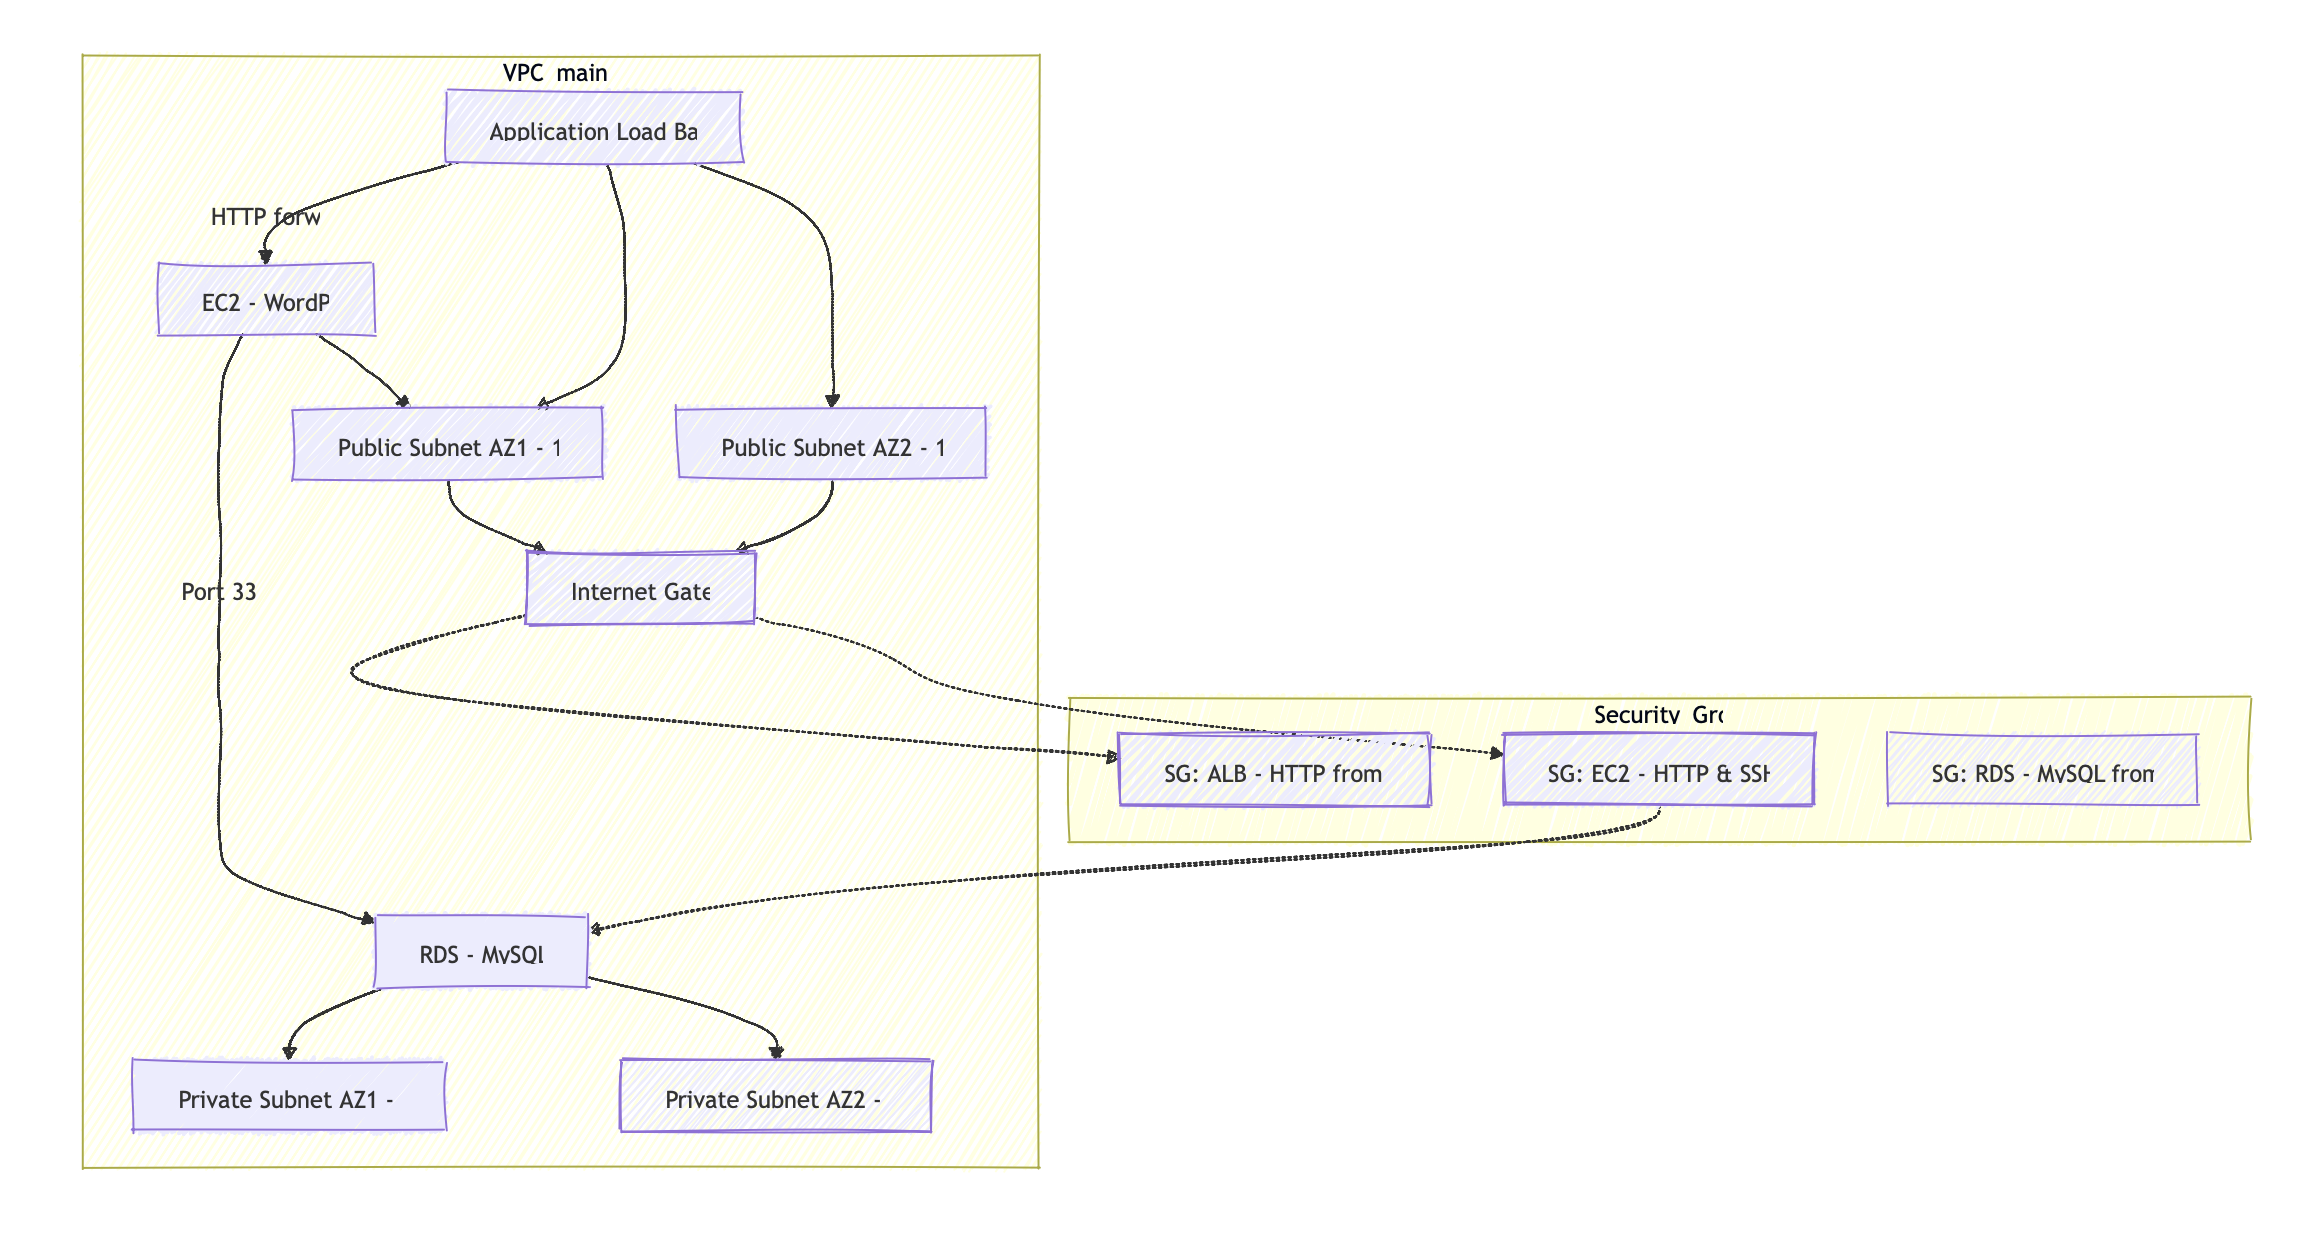 VPC main
Application Load Ba
HTTP forw
EC2 - WordP
Public Subnet AZ1 - 1
Public Subnet AZ2 - 1
Internet Gate
Port 33
Security Gro
SG: ALB - HTTP from
SG: EC2 - HTTP & SSH
SG: RDS - MySQL from
RDS - MySQL
Private Subnet AZ1 -
Private Subnet AZ2 -